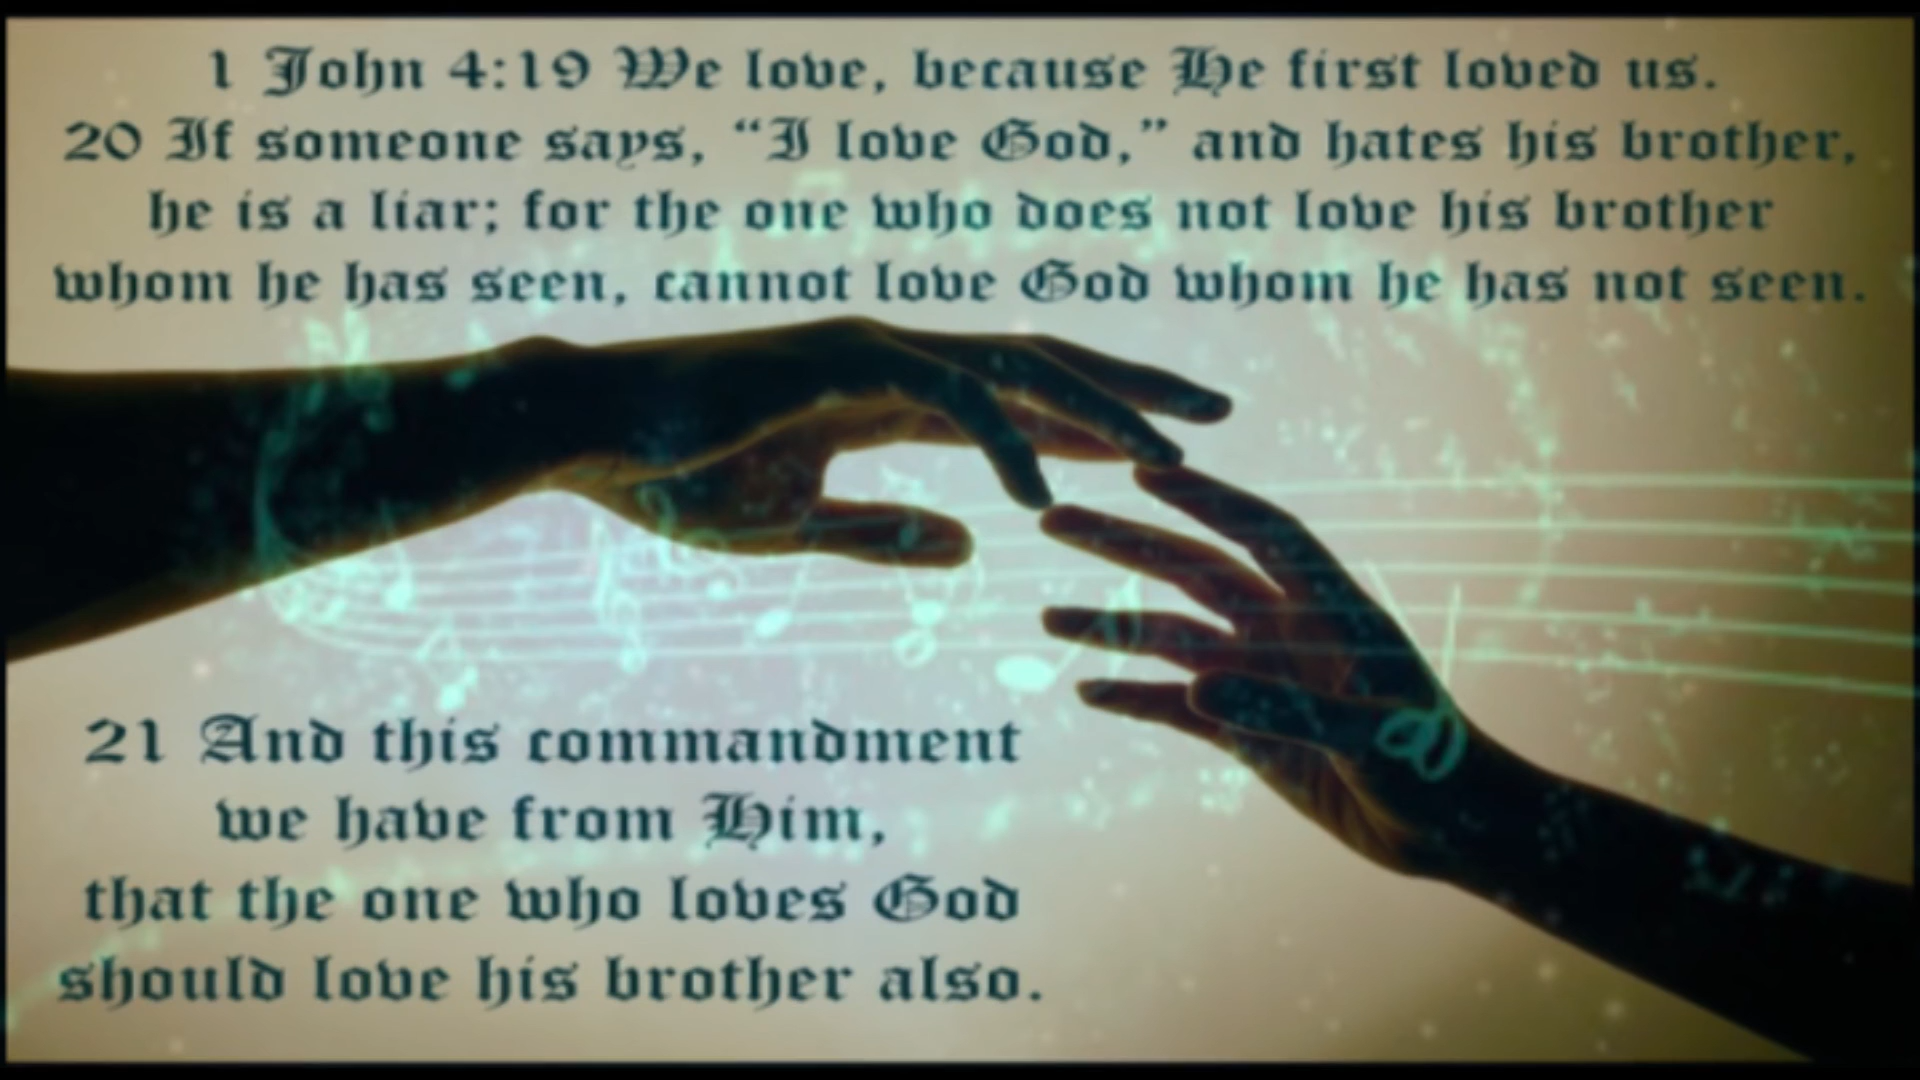 1 John 4:19 We love, because He first loved us.
20 If someone says, “I love God,” and hates his brother,
he is a liar; for the one who does not love his brother
whom he has seen, cannot love God whom he has not seen.
21 And this commandment
we have from Him,
that the one who loves God
should love his brother also.